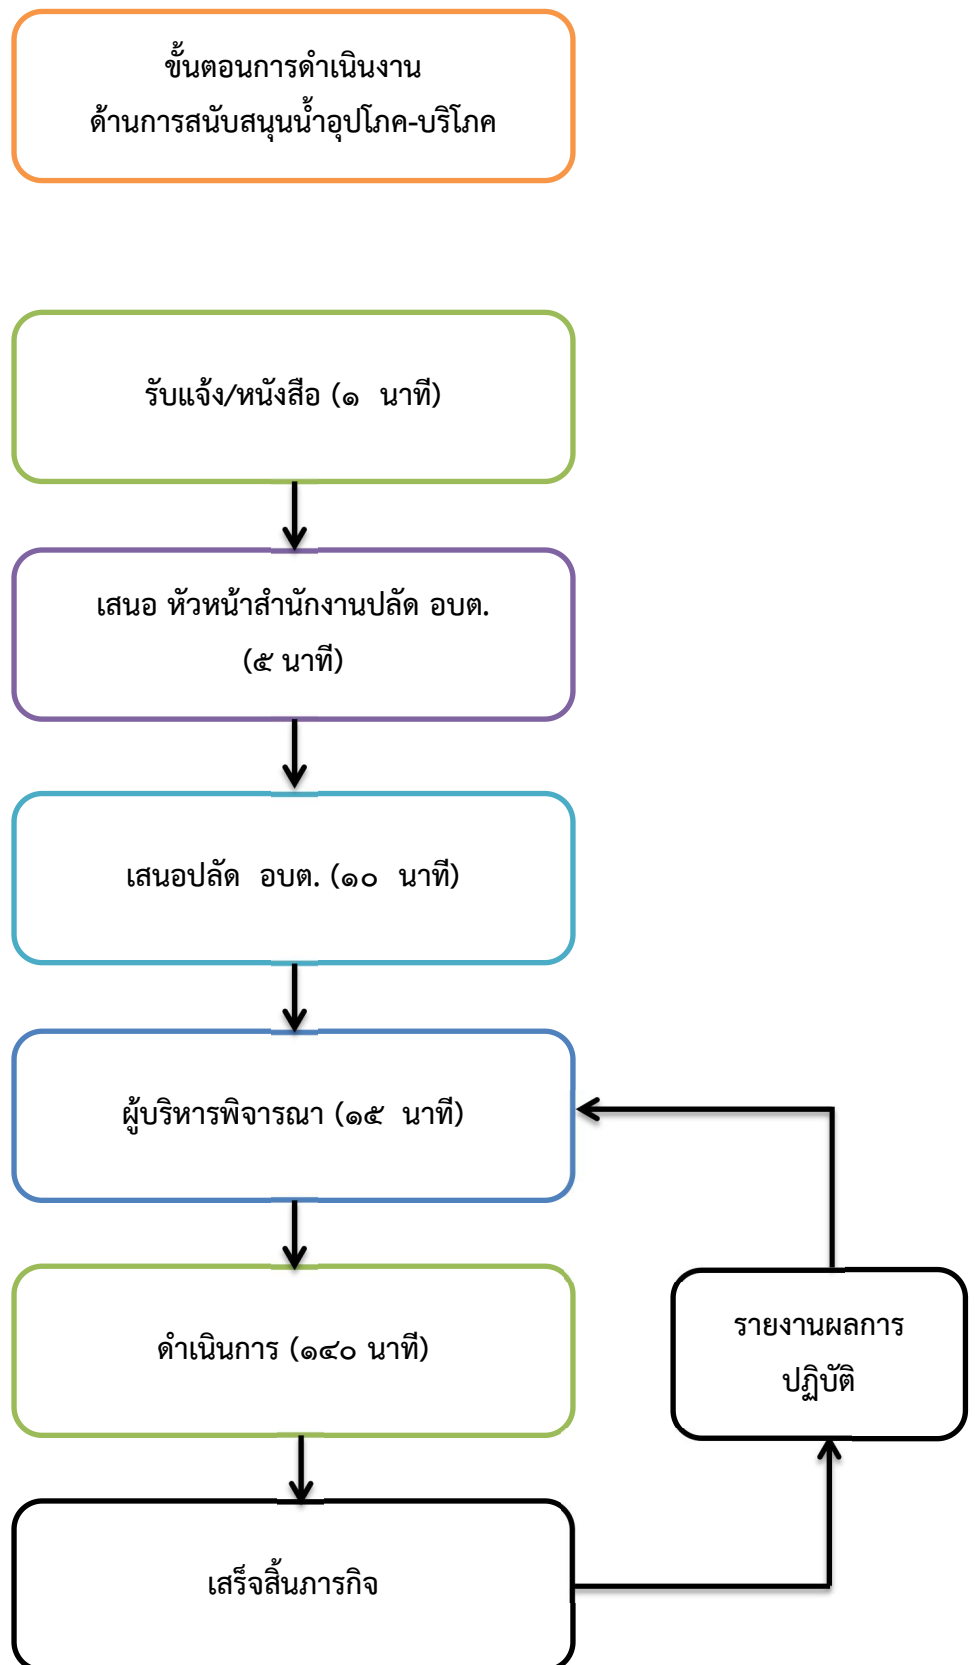 ขั้นตอนการดำเนินงาน
ด้านการสนับสนุนน้ำอุปโภค-บริโภค
รับแจ้ง/หนังสือ (๑ นาที)
เสนอ หัวหน้าสำนักงานปลัด อบต.
(๕ นาที)
เสนอปลัด อบต. (๑๐ นาที)
ผู้บริหารพิจารณา (๑๕ นาที)
ดำเนินการ (๑๔๐ นาที)
รายงานผลการ
ปฏิบัติ
เสร็จสิ้นภารกิจ